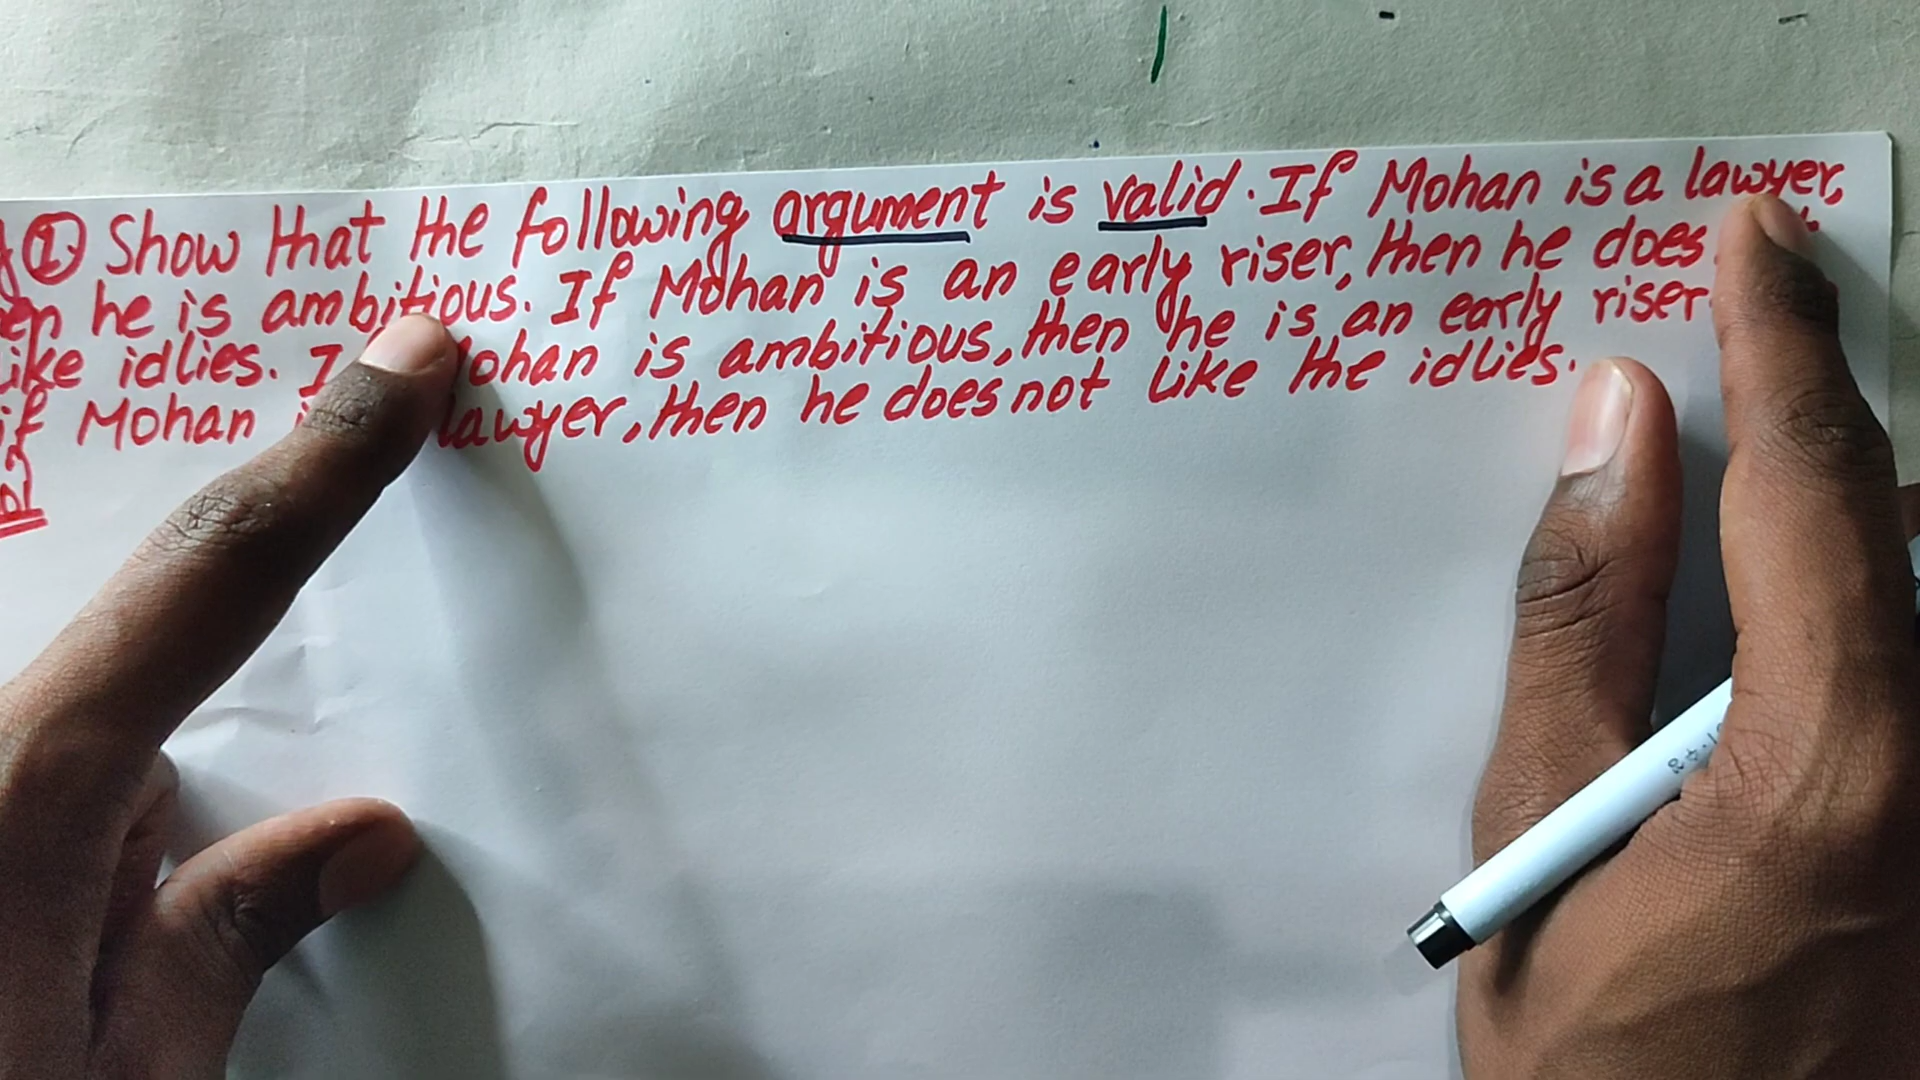 ① Show that the following argument is valid. If Mohan is a lawyer,
he is ambitious. If Mohan is an early riser, then he does
idlies. Mohan is ambitious, then he is an early riser
if Mohan lawyer, then he does not like the idlies.